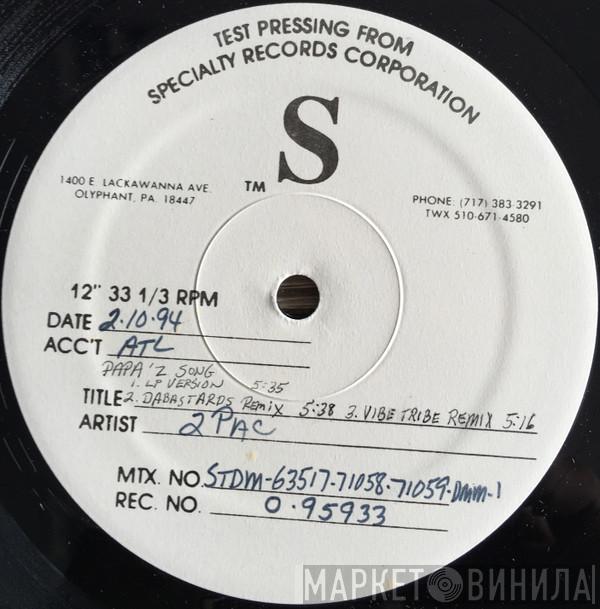 TEST PRESSING FROM
SPECIALTY RECORDS CORPORATION
S
TM
1400 E. LACKAWANNA AVE.
OLYPHANT, PA. 18447
PHONE: (717) 383-3291
TWX 510-671-4580
12" 33 1/3 RPM
DATE 2.10.94
ACC'T ATL
PAPA'Z SONG
1. LP VERSION 5:35
TITLE 2. DABASTARDS Remix 5:38 3. VIBE TRIBE REMIX 5:16
ARTIST 2PAC
MTX. NO. STDM-63517-71058-71059-DMM-1
REC. NO. 0.95933
МАРКЕТ ВИНИЛА